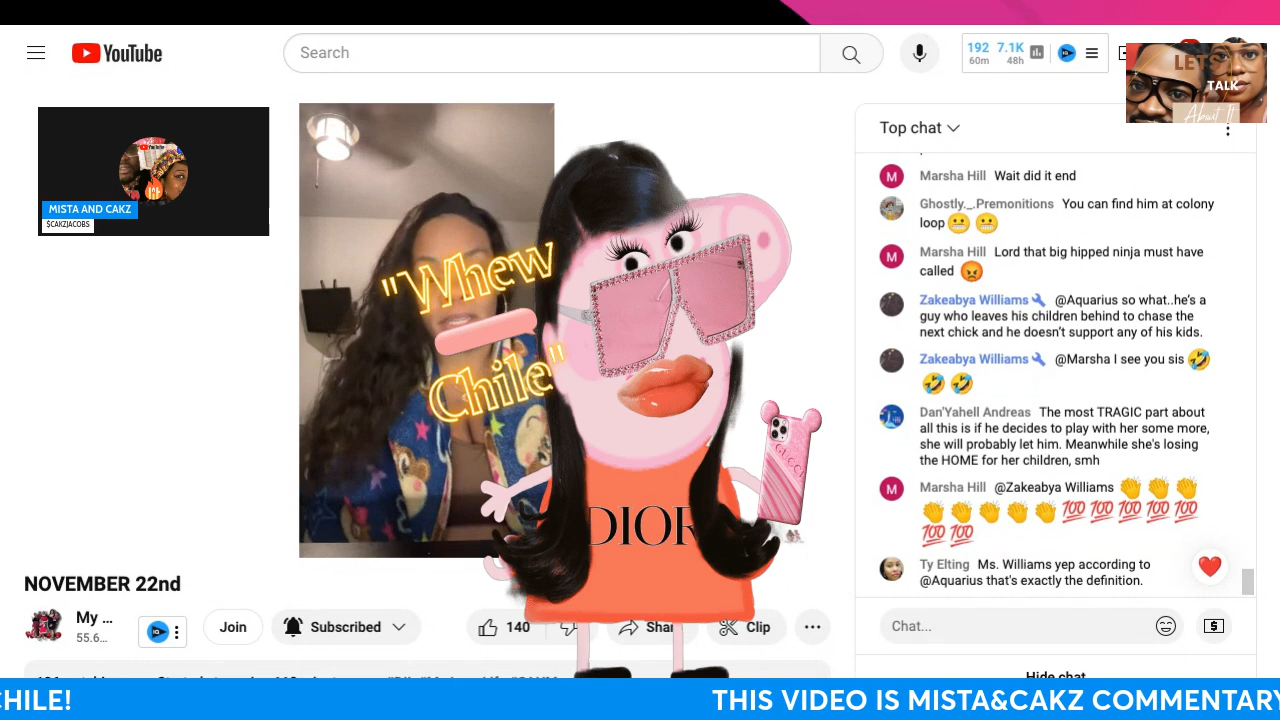 YouTube
Search
192 7.1K
60m 48h
LETS
TALK
About It
MISTA AND CAKZ
$CAKZJACOBS
"Whew
Chile"
GUCCI
DIOR
Top chat
Marsha Hill Wait did it end
Ghostly._.Premonitions You can find him at colony
loop😬 😬
Marsha Hill Lord that big hipped ninja must have
called 😡
Zakeabya Williams @Aquarius so what..he's a
guy who leaves his children behind to chase the
next chick and he doesn't support any of his kids.
Zakeabya Williams @Marsha I see you sis 🤣
🤣 🤣
Dan'Yahell Andreas The most TRAGIC part about
all this is if he decides to play with her some more,
she will probably let him. Meanwhile she's losing
the HOME for her children, smh
Marsha Hill @Zakeabya Williams 👏 👏 👏
👏 👏 👏 👏 👏 💯 💯 💯 💯 💯
💯 💯
Ty Elting Ms. Williams yep according to
@Aquarius that's exactly the definition.
Chat...
Hide chat
NOVEMBER 22nd
My ...
55.6...
Join
Subscribed
140
Shar
Clip
CHILE!
THIS VIDEO IS MISTA&CAKZ COMMENTARY